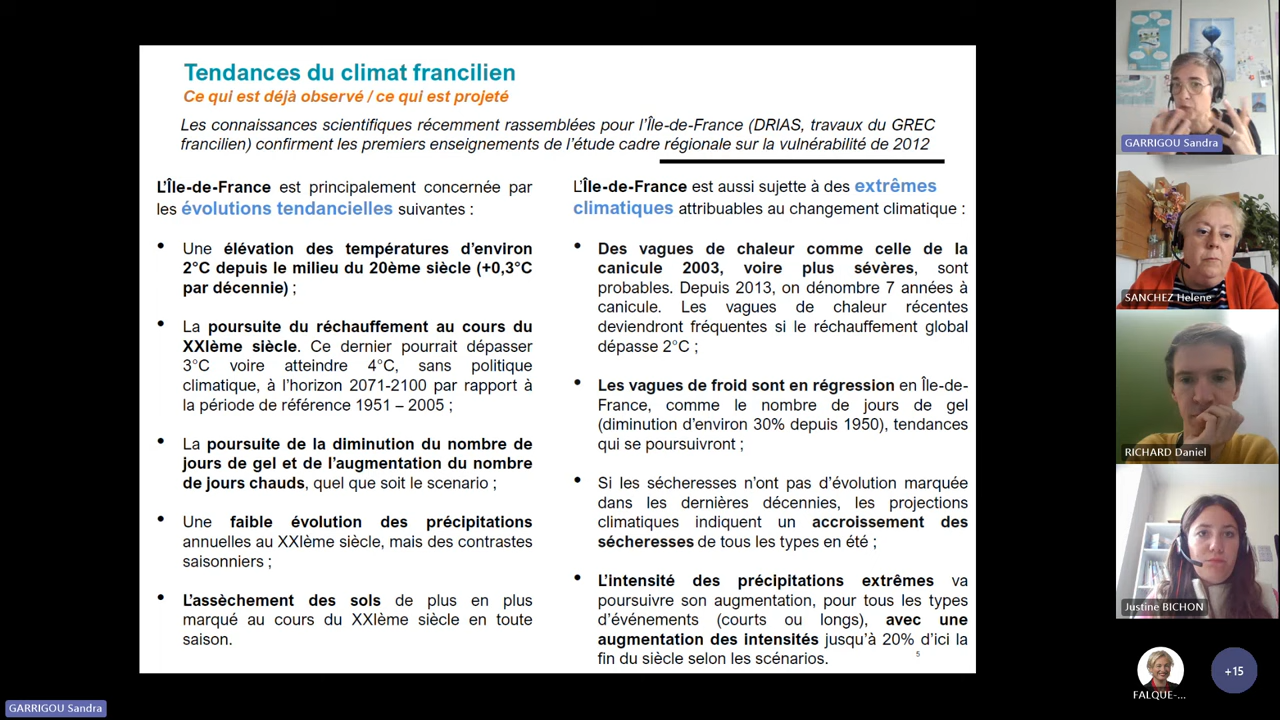 Tendances du climat francilien
Ce qui est déjà observé / ce qui est projeté
Les connaissances scientifiques récemment rassemblées pour l'Île-de-France (DRIAS, travaux du GREC
francilien) confirment les premiers enseignements de l'étude cadre régionale sur la vulnérabilité de 2012
L'Île-de-France est principalement concernée par
les évolutions tendancielles suivantes :
• Une élévation des températures d'environ
2°C depuis le milieu du 20ème siècle (+0,3°C
par décennie) ;
• La poursuite du réchauffement au cours du
XXIème siècle. Ce dernier pourrait dépasser
3°C voire atteindre 4°C, sans politique
climatique, à l'horizon 2071-2100 par rapport à
la période de référence 1951 – 2005 ;
• La poursuite de la diminution du nombre de
jours de gel et de l'augmentation du nombre
de jours chauds, quel que soit le scenario ;
• Une faible évolution des précipitations
annuelles au XXIème siècle, mais des contrastes
saisonniers ;
• L'assèchement des sols de plus en plus
marqué au cours du XXIème siècle en toute
saison.
L'Île-de-France est aussi sujette à des extrêmes
climatiques attribuables au changement climatique :
• Des vagues de chaleur comme celle de la
canicule 2003, voire plus sévères, sont
probables. Depuis 2013, on dénombre 7 années à
canicule. Les vagues de chaleur récentes
deviendront fréquentes si le réchauffement global
dépasse 2°C ;
• Les vagues de froid sont en régression en Île-de-
France, comme le nombre de jours de gel
(diminution d'environ 30% depuis 1950), tendances
qui se poursuivront ;
• Si les sécheresses n'ont pas d'évolution marquée
dans les dernières décennies, les projections
climatiques indiquent un accroissement des
sécheresses de tous les types en été ;
• L'intensité des précipitations extrêmes va
poursuivre son augmentation, pour tous les types
d'événements (courts ou longs), avec une
augmentation des intensités jusqu'à 20% d'ici la
fin du siècle selon les scénarios.
5
GARRIGOU Sandra
SANCHEZ Helene
RICHARD Daniel
Justine BICHON
FALQUE-...
+15
GARRIGOU Sandra